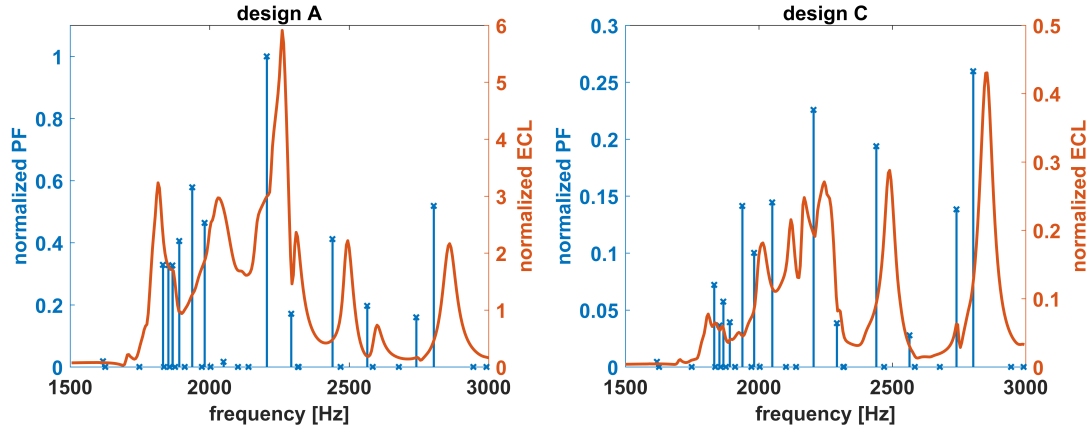 design A
normalized PF
0
0.2
0.4
0.6
0.8
1
0
1
2
3
4
5
6
normalized ECL
1500 2000 2500 3000
frequency [Hz]
design C
normalized PF
0
0.05
0.1
0.15
0.2
0.25
0.3
0
0.1
0.2
0.3
0.4
0.5
normalized ECL
1500 2000 2500 3000
frequency [Hz]